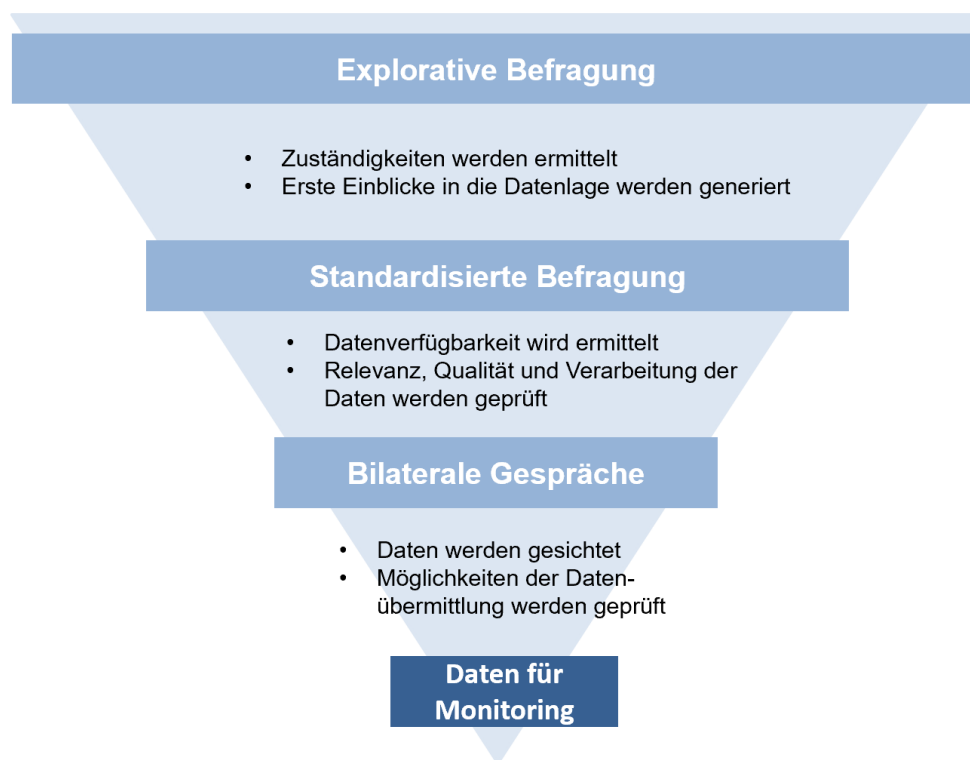 Explorative Befragung
• Zuständigkeiten werden ermittelt
• Erste Einblicke in die Datenlage werden generiert
Standardisierte Befragung
• Datenverfügbarkeit wird ermittelt
• Relevanz, Qualität und Verarbeitung der
Daten werden geprüft
Bilaterale Gespräche
• Daten werden gesichtet
• Möglichkeiten der Daten-
übermittlung werden geprüft
Daten für
Monitoring